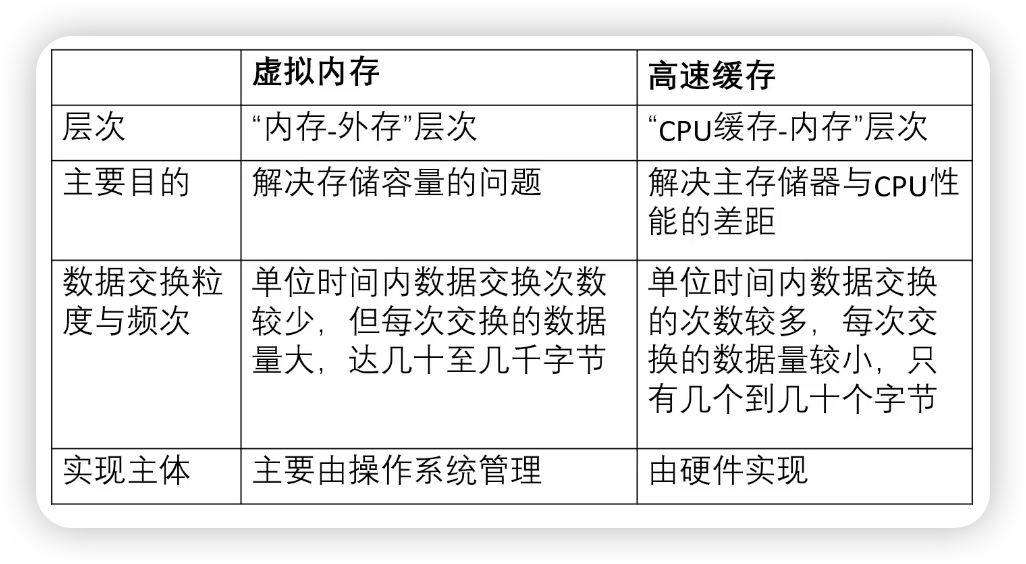 虚拟内存
高速缓存
层次
“内存-外存”层次
“CPU缓存-内存”层次
主要目的
解决存储容量的问题
解决主存储器与CPU性
能的差距
数据交换粒
度与频次
单位时间内数据交换次数
较少，但每次交换的数据
量大，达几十至几千字节
单位时间内数据交换
的次数较多，每次交
换的数据量较小，只
有几个到几十个字节
实现主体
主要由操作系统管理
由硬件实现